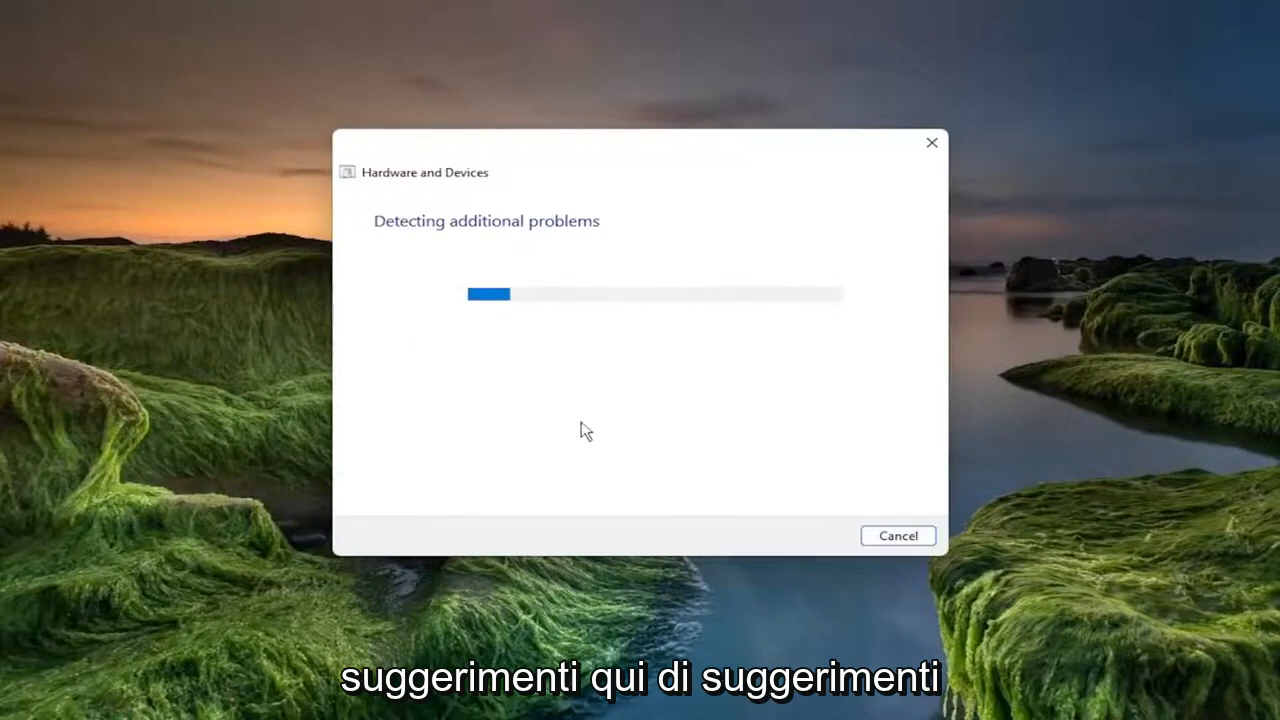 Hardware and Devices
Detecting additional problems
Cancel
suggerimenti qui di suggerimenti